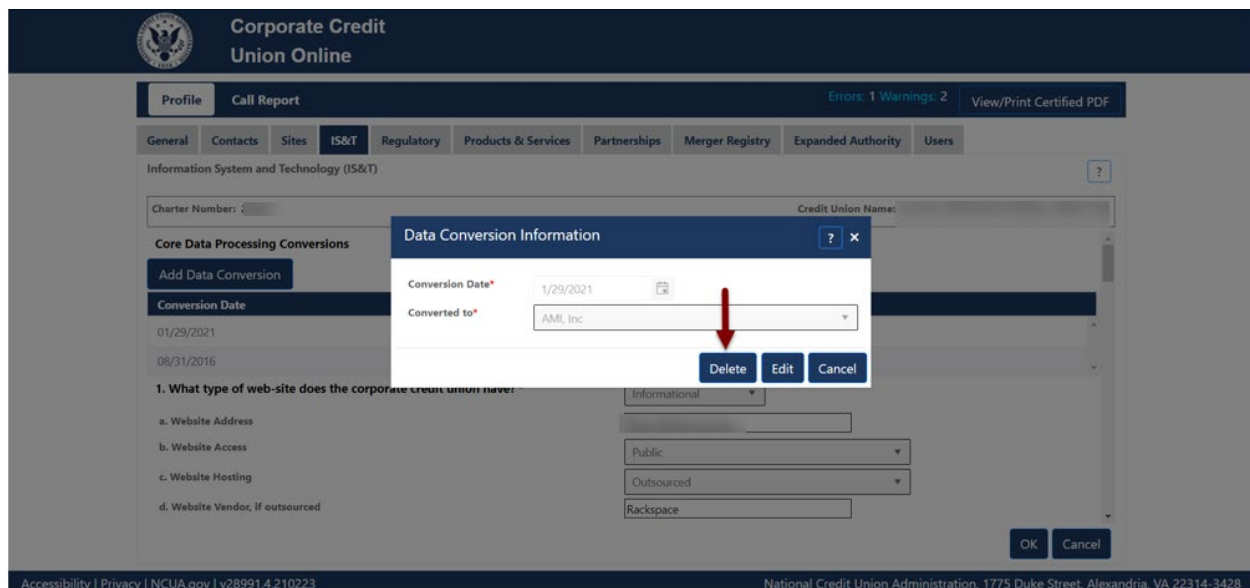 Corporate Credit
Union Online
Profile Call Report Errors: 1 Warnings: 2 View/Print Certified PDF
General Contacts Sites IS&T Regulatory Products & Services Partnerships Merger Registry Expanded Authority Users
Information System and Technology (IS&T) ?
Charter Number: Credit Union Name:
Core Data Processing Conversions
Data Conversion Information ? ×
Add Data Conversion
Conversion Date* 1/29/2021
Conversion Date
Converted to* AMI, Inc
01/29/2021
08/31/2016
Delete Edit Cancel
1. What type of web-site does the corporate credit union have? * Informational
a. Website Address
b. Website Access Public
c. Website Hosting Outsourced
d. Website Vendor, if outsourced Rackspace
OK Cancel
Accessibility | Privacy | NCUA.gov | v28991.4.210223 National Credit Union Administration, 1775 Duke Street, Alexandria, VA 22314-3428